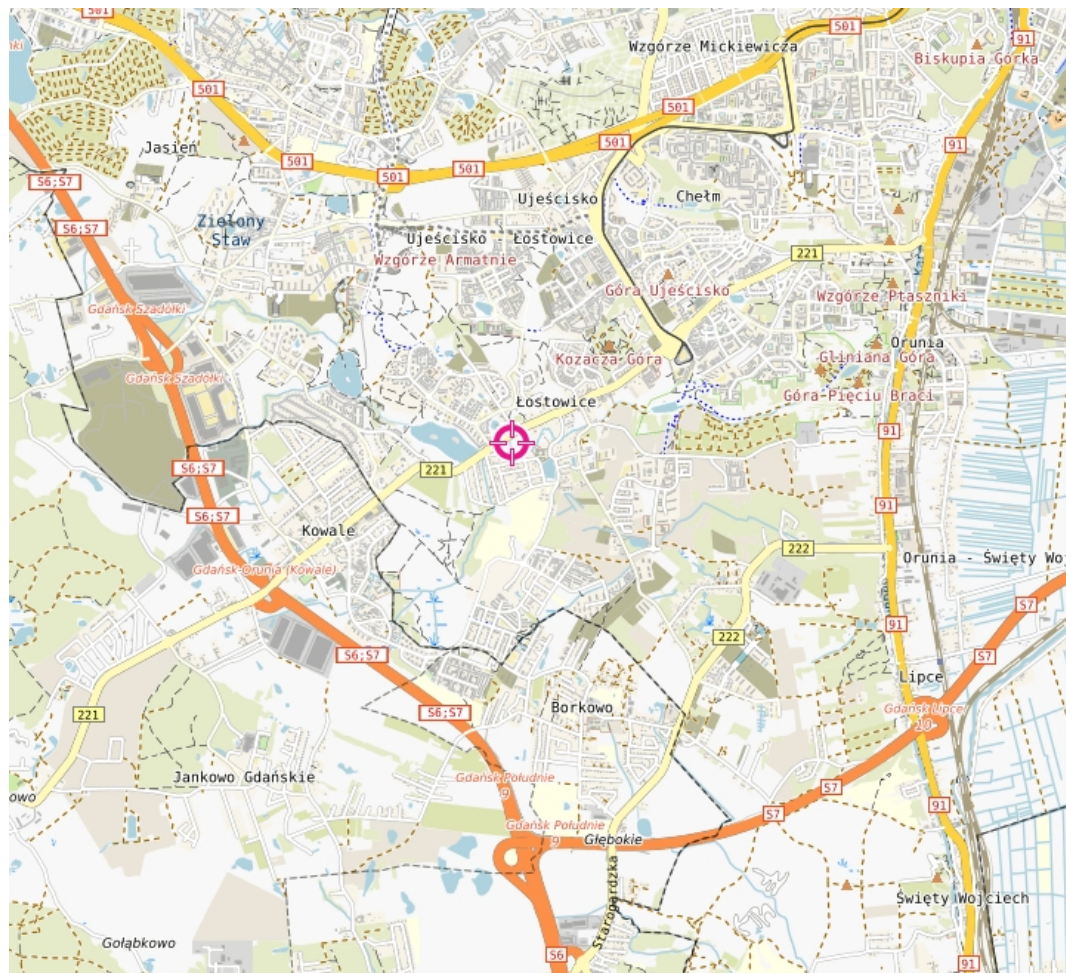 501
501
91
Wzgórze Mickiewicza
Biskupia Górka
501
Jasień
501
501
501
501
91
S6;S7
Ujeścisko
Chełm
S6;S7
Zielony
Staw
Ujeścisko - Łostowice
Wzgórze Armatnie
221
Góra Ujeścisko
Wzgórze Ptaszniki
Gdańsk Szadółki
Orunia
Kozacza Góra
Gliniana Góra
Gdańsk Szadółki
Góra Pięciu Braci
Łostowice
91
S6;S7
221
91
S6;S7
Kowale
222
Orunia - Święty Wo
Gdańsk-Orunia (Kowale)
S7
91
222
S6;S7
S7
Lipce
221
S6;S7
Borkowo
Gdańsk Lipce
10
Jankowo Gdańskie
Gdańsk Południe
9
S7
owo
S7
91
Gdańsk Południe
9
Głębokie
Starogardzka
Święty Wojciech
Gołąbkowo
S6
91